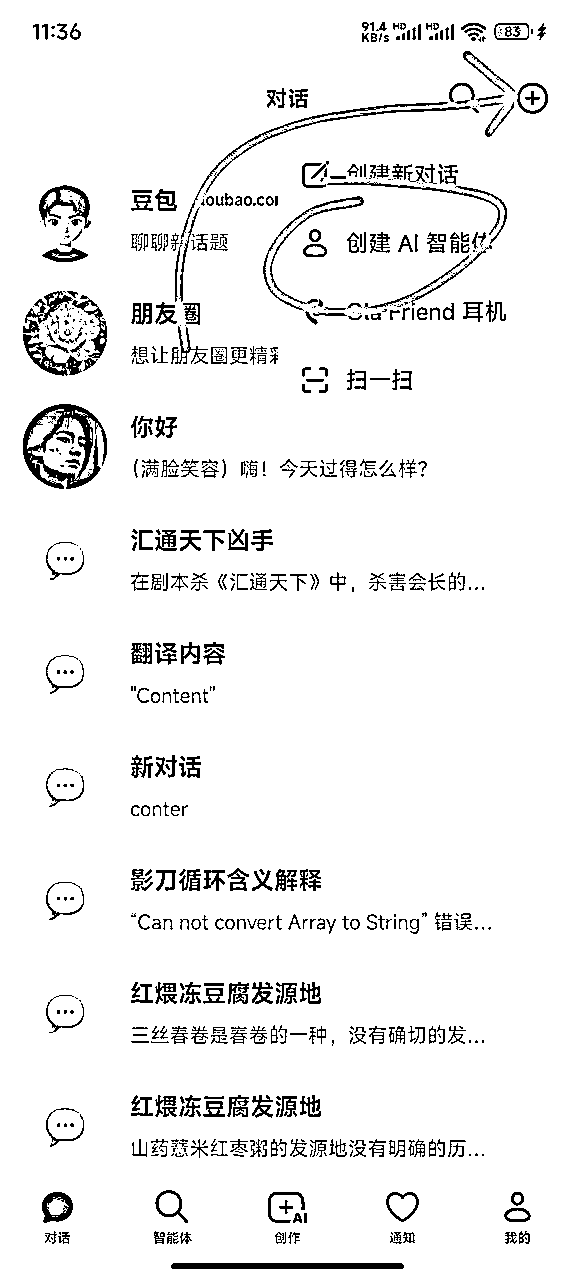 11:36
91.4 KB/s HD HD 83
对话
创建新对话
豆包 doubao.co
聊聊新话题
创建 AI 智能体
朋友圈
Ola Friend 耳机
想让朋友圈更精彩
扫一扫
你好
（满脸笑容）嗨！今天过得怎么样？
汇通天下凶手
在剧本杀《汇通天下》中，杀害会长的...
翻译内容
"Content"
新对话
conter
影刀循环含义解释
“Can not convert Array to String” 错误...
红煨冻豆腐发源地
三丝春卷是春卷的一种，没有确切的发...
红煨冻豆腐发源地
山药薏米红枣粥的发源地没有明确的历...
AI
对话 智能体 创作 通知 我的